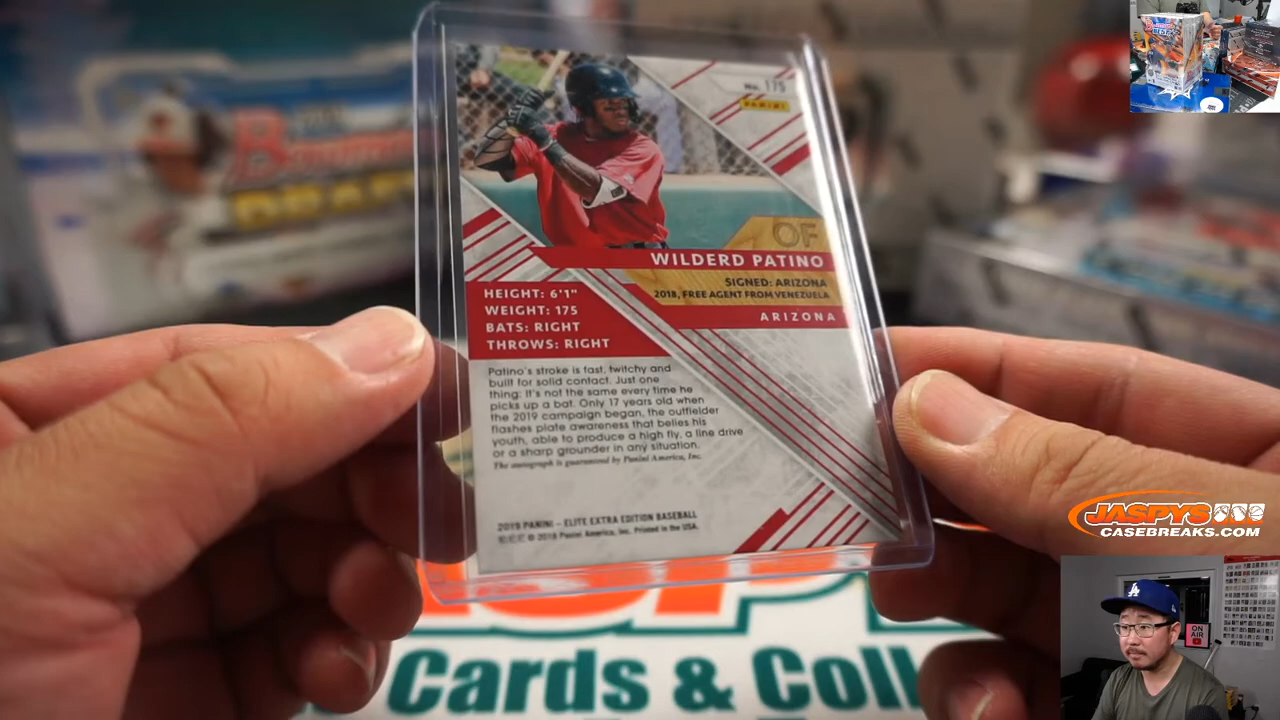 No. 175
PANINI
OF
WILDERD PATINO
SIGNED: ARIZONA
2018, FREE AGENT FROM VENEZUELA
ARIZONA
HEIGHT: 6'1"
WEIGHT: 175
BATS: RIGHT
THROWS: RIGHT
Patino's stroke is fast, twitchy and
built for solid contact. Just one
thing: It's not the same every time he
picks up a bat. Only 17 years old when
the 2019 campaign began, the outfielder
flashes plate awareness that belies his
youth, able to produce a high fly, a line drive
or a sharp grounder in any situation.
The autograph is guaranteed by Panini America, Inc.
2019 PANINI – ELITE EXTRA EDITION BASEBALL
© 2019 Panini America, Inc. Printed in the USA.
Bowman
DRAFT
Cards & Coll
JASPYS
CASEBREAKS.COM
LA
ON
AIR